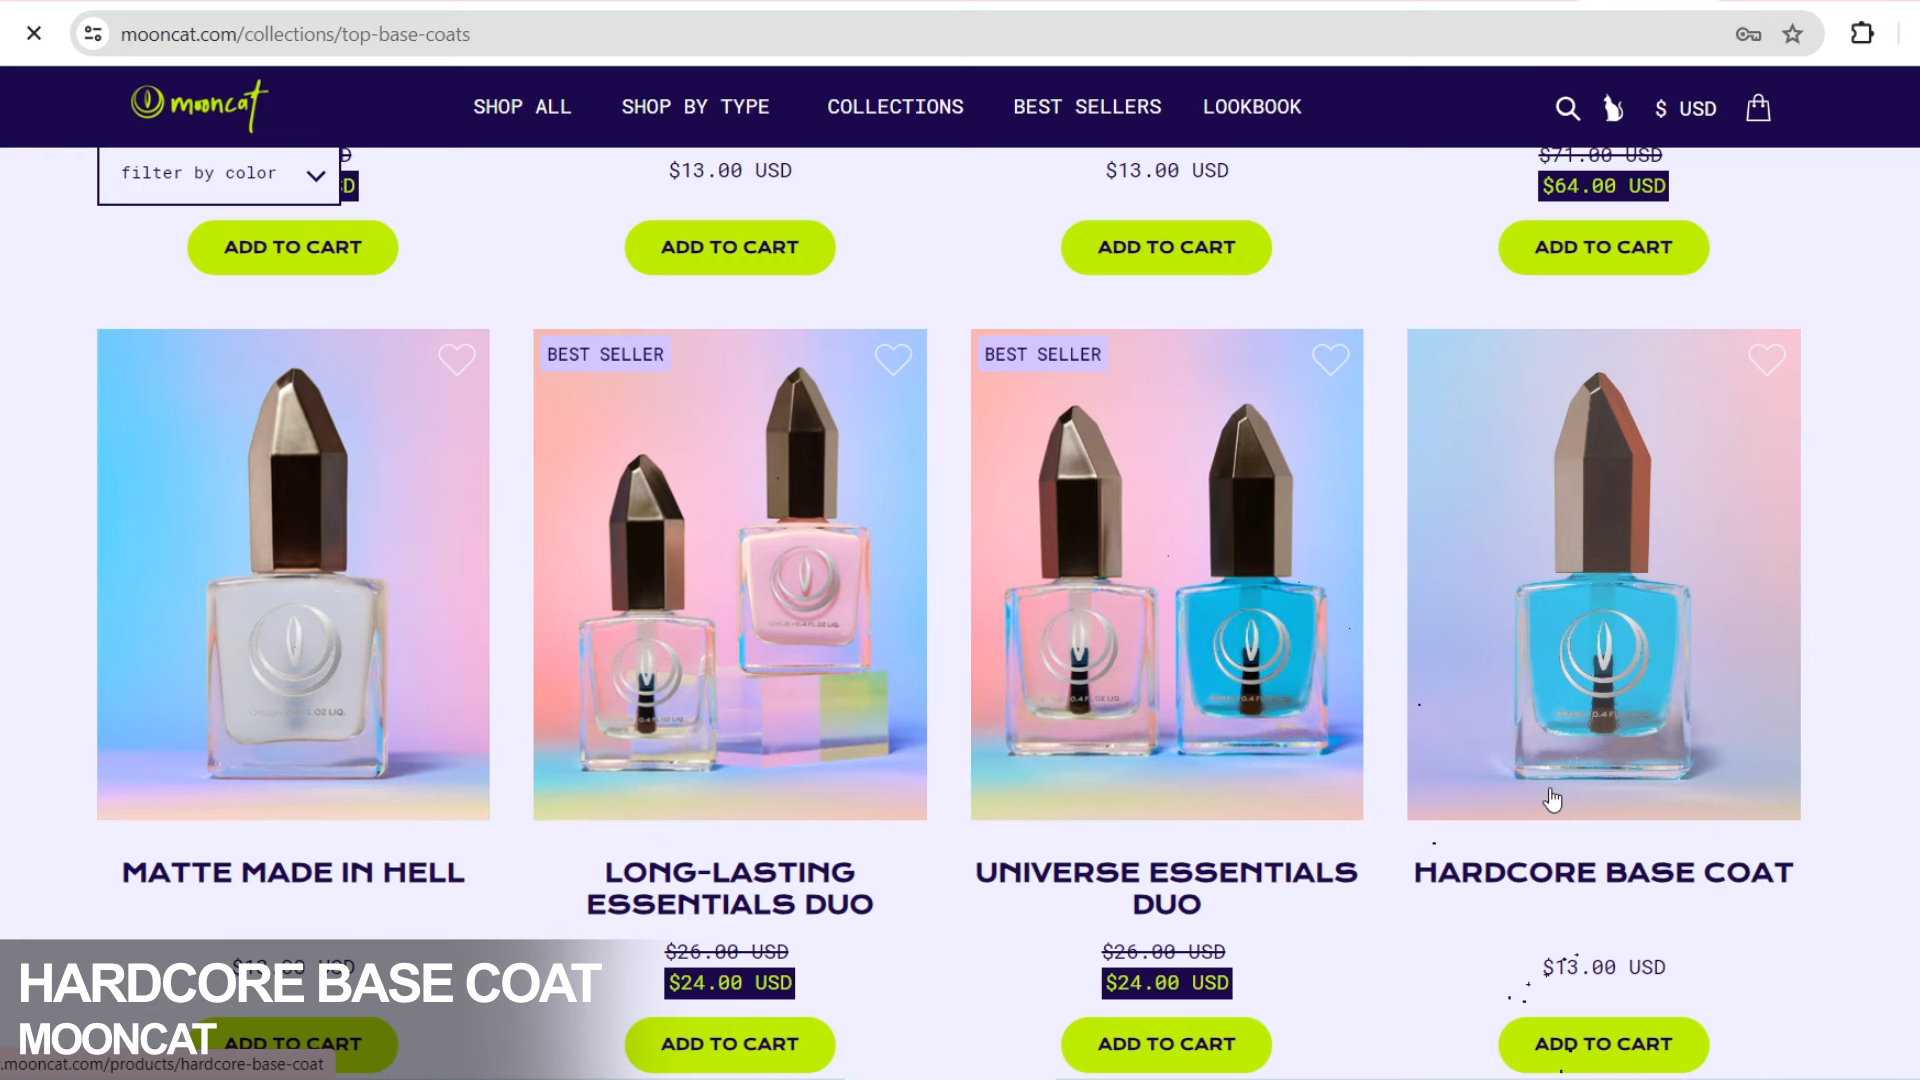 mooncat.com/collections/top-base-coats
mooncat
SHOP ALL
SHOP BY TYPE
COLLECTIONS
BEST SELLERS
LOOKBOOK
$ USD
filter by color
D
D
$13.00 USD
$13.00 USD
$71.00 USD
$64.00 USD
ADD TO CART
ADD TO CART
ADD TO CART
ADD TO CART
BEST SELLER
BEST SELLER
MATTE MADE IN HELL
LONG-LASTING
ESSENTIALS DUO
UNIVERSE ESSENTIALS
DUO
HARDCORE BASE COAT
$13.00 USD
$26.00 USD
$24.00 USD
$26.00 USD
$24.00 USD
$13.00 USD
ADD TO CART
ADD TO CART
ADD TO CART
ADD TO CART
HARDCORE BASE COAT
MOONCAT
.mooncat.com/products/hardcore-base-coat